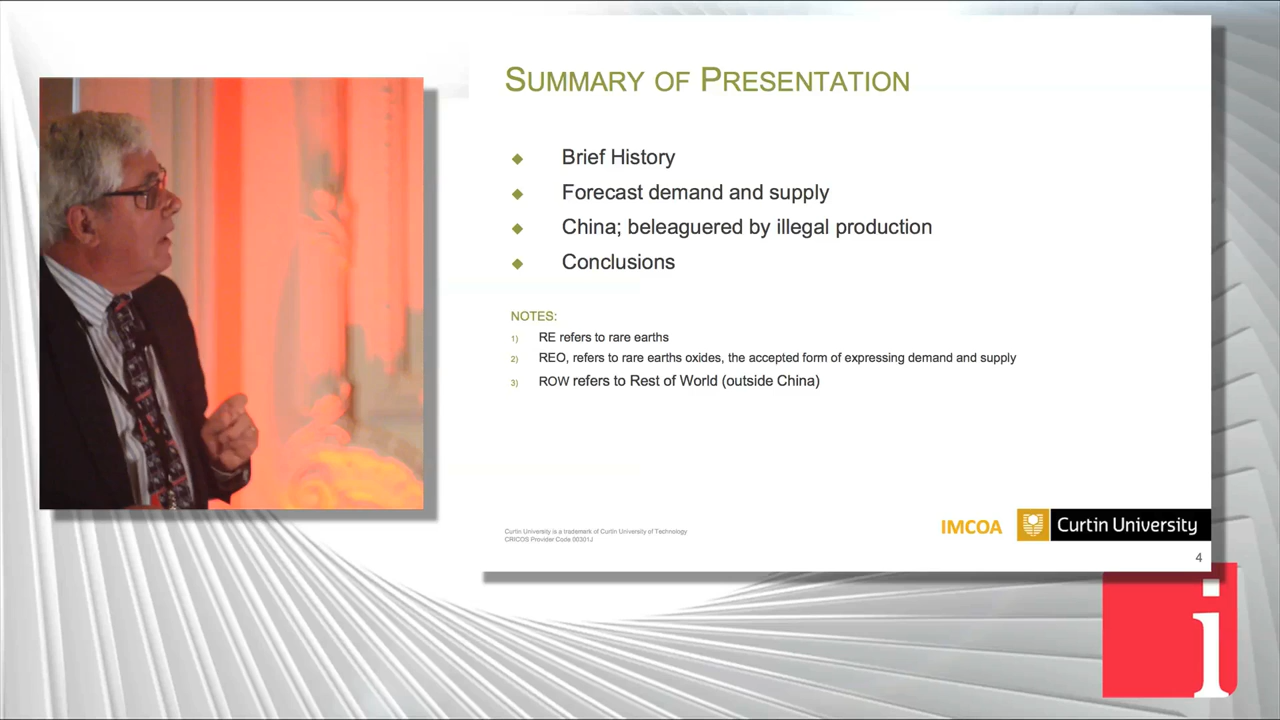 SUMMARY OF PRESENTATION
◆ Brief History
◆ Forecast demand and supply
◆ China; beleaguered by illegal production
◆ Conclusions
NOTES:
1) RE refers to rare earths
2) REO, refers to rare earths oxides, the accepted form of expressing demand and supply
3) ROW refers to Rest of World (outside China)
Curtin University is a trademark of Curtin University of Technology
CRICOS Provider Code 00301J
IMCOA Curtin University
4
i